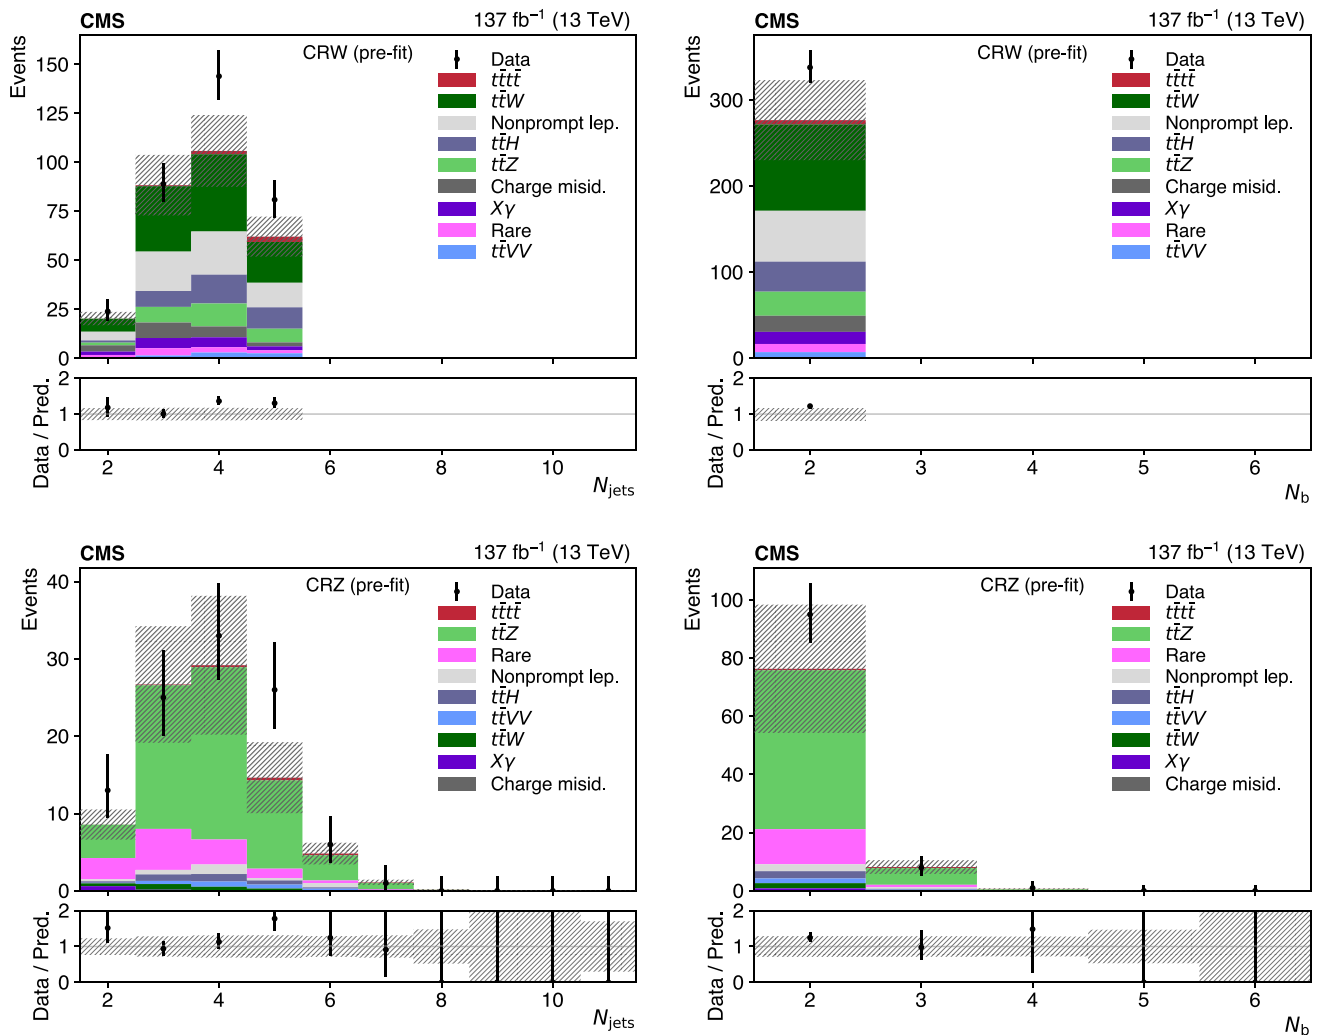 CMS 137 fb⁻¹ (13 TeV)
CRW (pre-fit)
Events
150
125
100
75
50
25
0
Data
tt̄tt̄
tt̄W
Nonprompt lep.
tt̄H
tt̄Z
Charge misid.
Xγ
Rare
tt̄VV
Data / Pred.
2
1
0
2 4 6 8 10
N_jets
CMS 137 fb⁻¹ (13 TeV)
CRW (pre-fit)
Events
300
200
100
0
Data
tt̄tt̄
tt̄W
Nonprompt lep.
tt̄H
tt̄Z
Charge misid.
Xγ
Rare
tt̄VV
Data / Pred.
2
1
0
2 3 4 5 6
N_b
CMS 137 fb⁻¹ (13 TeV)
CRZ (pre-fit)
Events
40
30
20
10
0
Data
tt̄tt̄
tt̄Z
Rare
Nonprompt lep.
tt̄H
tt̄VV
tt̄W
Xγ
Charge misid.
Data / Pred.
2
1
0
2 4 6 8 10
N_jets
CMS 137 fb⁻¹ (13 TeV)
CRZ (pre-fit)
Events
100
80
60
40
20
0
Data
tt̄tt̄
tt̄Z
Rare
Nonprompt lep.
tt̄H
tt̄VV
tt̄W
Xγ
Charge misid.
Data / Pred.
2
1
0
2 3 4 5 6
N_b